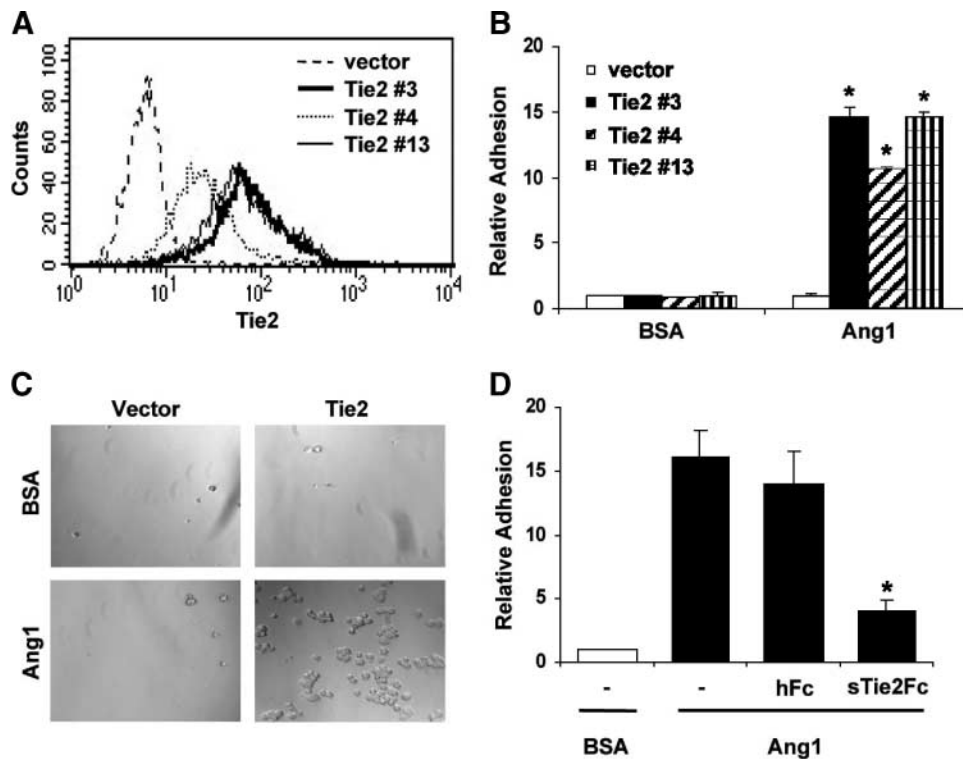 A
Counts
100
80
60
40
20
0
vector
Tie2 #3
Tie2 #4
Tie2 #13
10^0 10^1 10^2 10^3 10^4
Tie2
B
Relative Adhesion
20
15
10
5
0
vector
Tie2 #3
Tie2 #4
Tie2 #13
* * *
BSA Ang1
C
Vector Tie2
BSA
Ang1
D
Relative Adhesion
20
15
10
5
0
*
- - hFc sTie2Fc
BSA Ang1